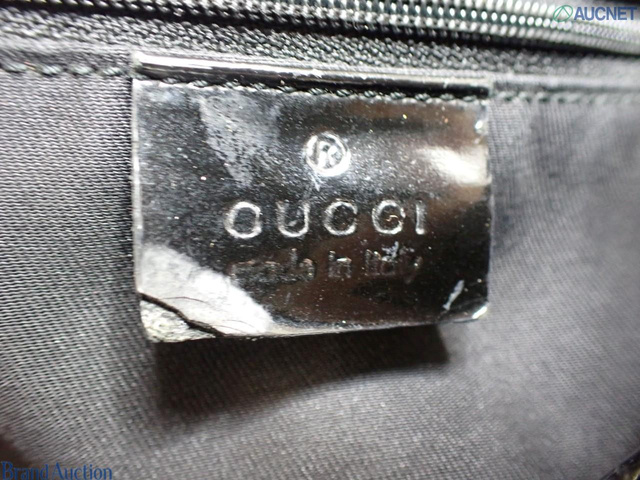 AUCNET
®
GUCCI
made in Italy
Brand Auction